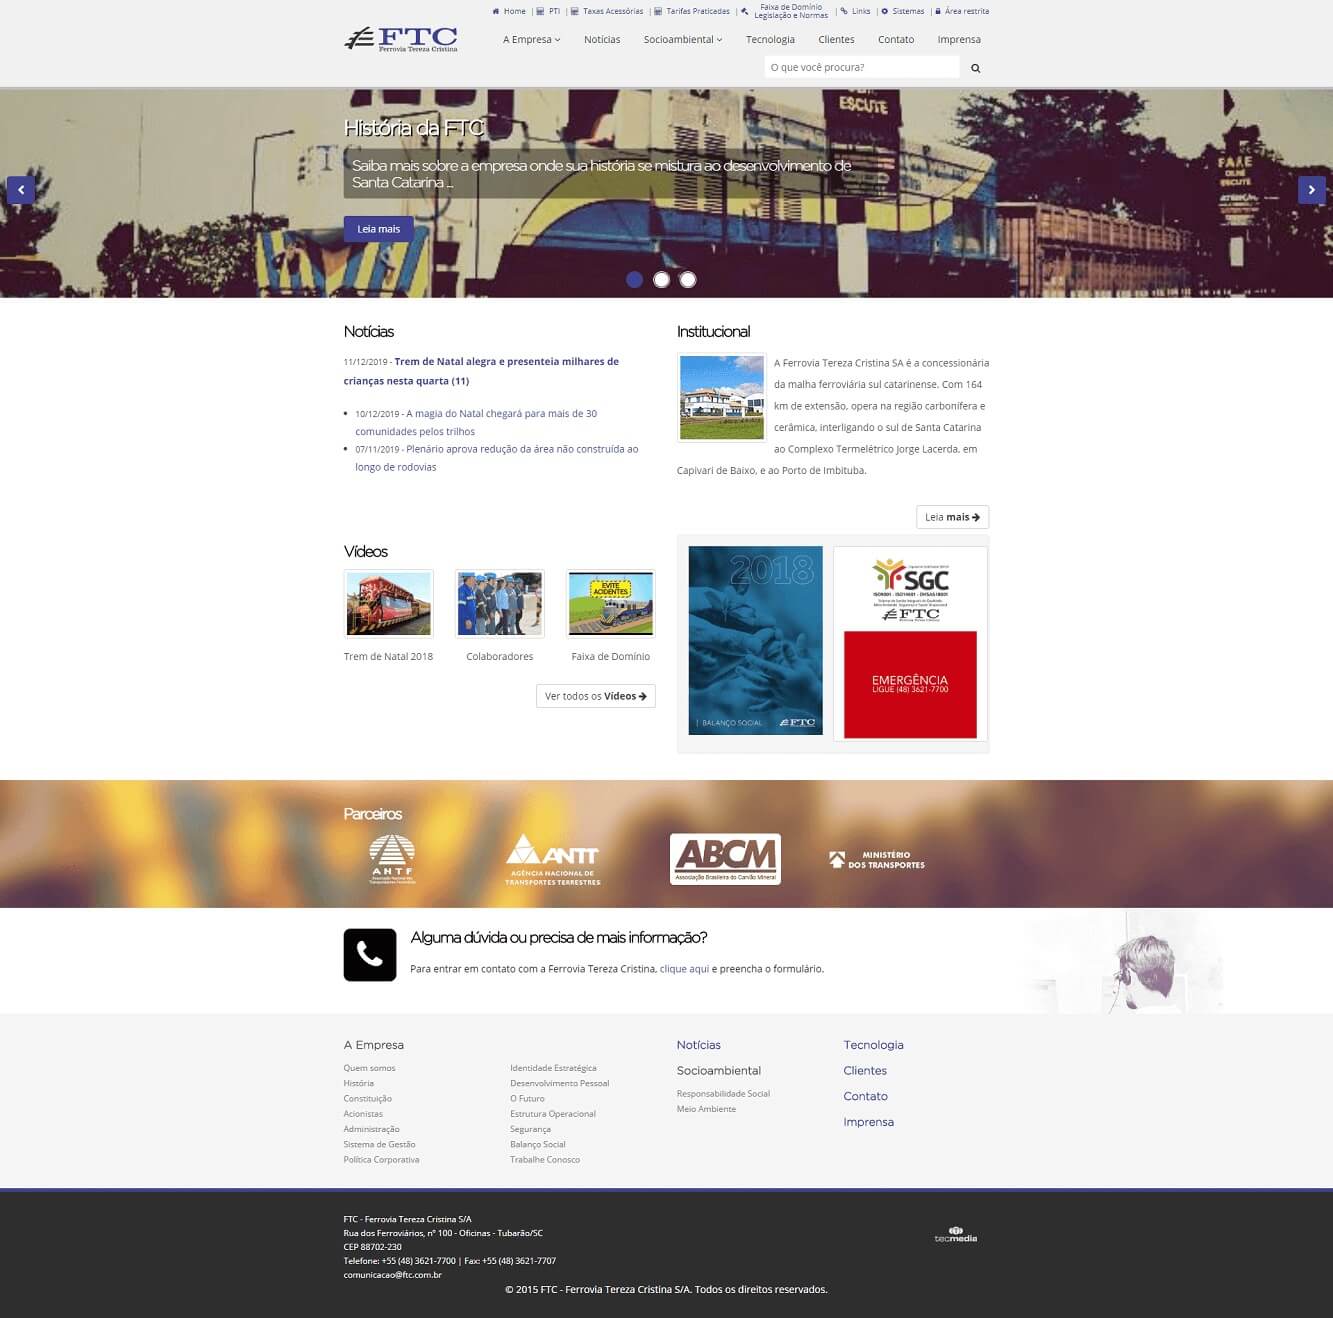 Home | PTI | Taxas Acessórias | Tarifas Praticadas | Faixa de Domínio Legislação e Normas | Links | Sistemas | Área restrita
FTC
Ferrovia Tereza Cristina
A Empresa Notícias Socioambiental Tecnologia Clientes Contato Imprensa
O que você procura?
ESCUTE
PARE
OLHE
ESCUTE
História da FTC
Saiba mais sobre a empresa onde sua história se mistura ao desenvolvimento de
Santa Catarina ...
Leia mais
Notícias
11/12/2019 - Trem de Natal alegra e presenteia milhares de
crianças nesta quarta (11)
10/12/2019 - A magia do Natal chegará para mais de 30
comunidades pelos trilhos
07/11/2019 - Plenário aprova redução da área não construída ao
longo de rodovias
Institucional
A Ferrovia Tereza Cristina SA é a concessionária
da malha ferroviária sul catarinense. Com 164
km de extensão, opera na região carbonífera e
cerâmica, interligando o sul de Santa Catarina
ao Complexo Termelétrico Jorge Lacerda, em
Capivari de Baixo, e ao Porto de Imbituba.
Leia mais
Vídeos
EVITE
ACIDENTES
Trem de Natal 2018
Colaboradores
Faixa de Domínio
Ver todos os Vídeos
2018
| BALANÇO SOCIAL
FTC
SGC
ISO9001 - ISO14001 - OHSAS18001
FTC
Ferrovia Tereza Cristina
EMERGÊNCIA
LIGUE (48) 3621-7700
Parceiros
ANTF
ANTT
AGÊNCIA NACIONAL DE
TRANSPORTES TERRESTRES
ABCM
Associação Brasileira do Carvão Mineral
MINISTÉRIO
DOS TRANSPORTES
Alguma dúvida ou precisa de mais informação?
Para entrar em contato com a Ferrovia Tereza Cristina, clique aqui e preencha o formulário.
A Empresa
Quem somos
História
Constituição
Acionistas
Administração
Sistema de Gestão
Política Corporativa
Identidade Estratégica
Desenvolvimento Pessoal
O Futuro
Estrutura Operacional
Segurança
Balanço Social
Trabalhe Conosco
Notícias
Socioambiental
Responsabilidade Social
Meio Ambiente
Tecnologia
Clientes
Contato
Imprensa
FTC - Ferrovia Tereza Cristina S/A
Rua dos Ferroviários, nº 100 - Oficinas - Tubarão/SC
CEP 88702-230
Telefone: +55 (48) 3621-7700 | Fax: +55 (48) 3621-7707
comunicacao@ftc.com.br
tecmedia
© 2015 FTC - Ferrovia Tereza Cristina S/A. Todos os direitos reservados.